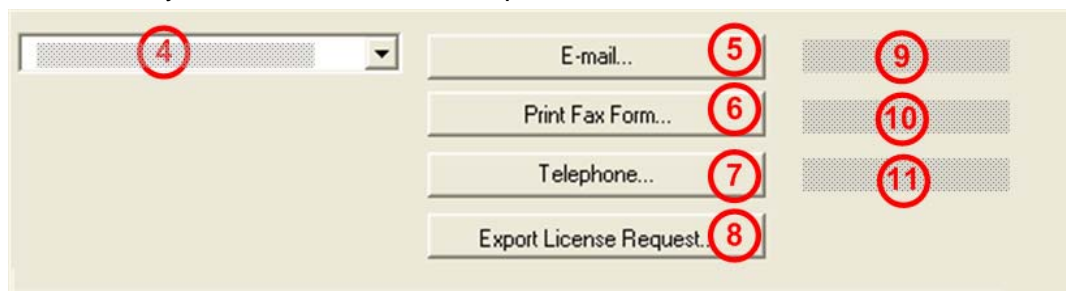 4 E-mail... 5 9
Print Fax Form... 6 10
Telephone... 7 11
Export License Request... 8